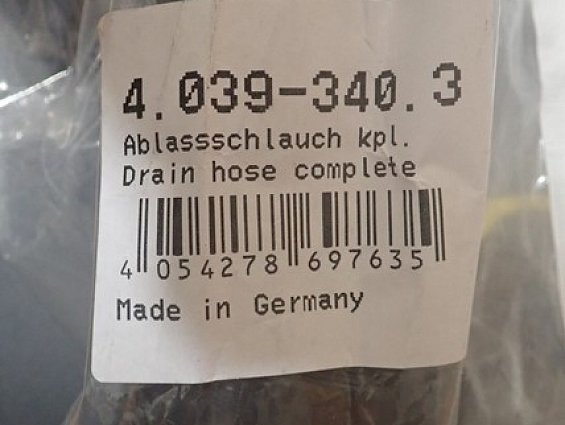 4.039-340.3
Ablassschlauch kpl.
Drain hose complete
4 054278 697635
Made in Germany